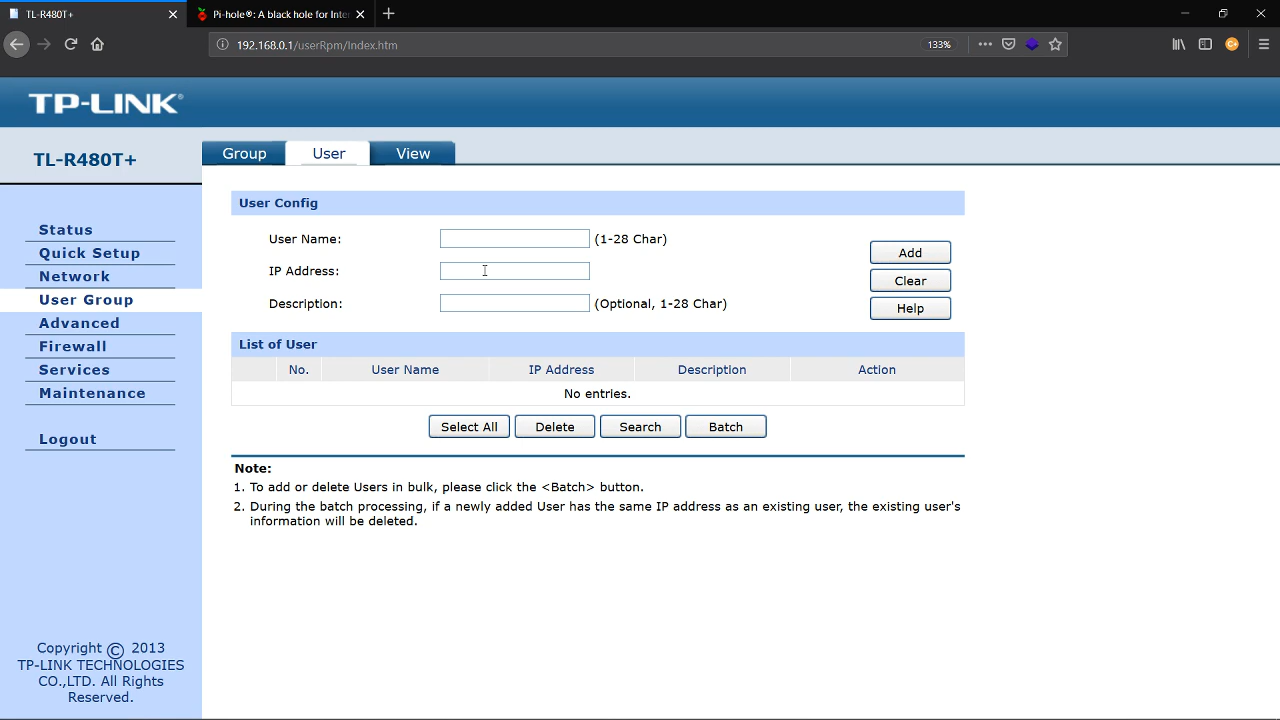 TL-R480T+
Pi-hole®: A black hole for Inte
192.168.0.1/userRpm/Index.htm
133%
TP-LINK®
TL-R480T+
Group
User
View
Status
Quick Setup
Network
User Group
Advanced
Firewall
Services
Maintenance
Logout
User Config
User Name:
(1-28 Char)
IP Address:
Description:
(Optional, 1-28 Char)
Add
Clear
Help
List of User
No. User Name IP Address Description Action
No entries.
Select All Delete Search Batch
Note:
1. To add or delete Users in bulk, please click the <Batch> button.
2. During the batch processing, if a newly added User has the same IP address as an existing user, the existing user's
information will be deleted.
Copyright © 2013
TP-LINK TECHNOLOGIES
CO.,LTD. All Rights
Reserved.